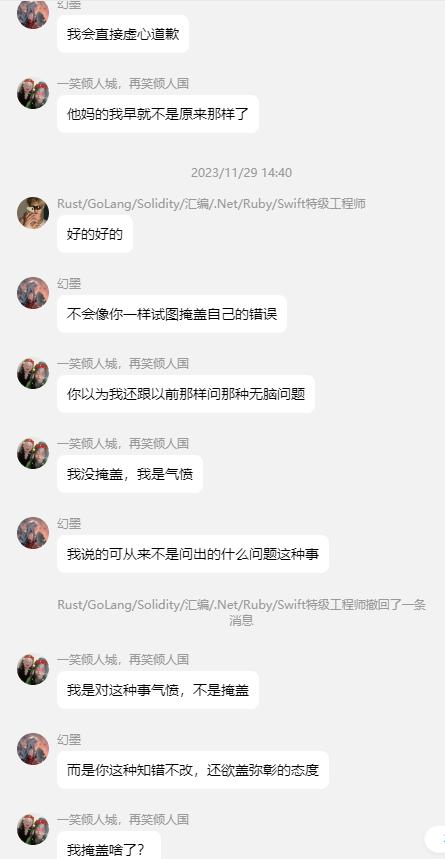 幻墨
我会直接虚心道歉
一笑倾人城，再笑倾人国
他妈的我早就不是原来那样了
2023/11/29 14:40
Rust/GoLang/Solidity/汇编/.Net/Ruby/Swift特级工程师
好的好的
幻墨
不会像你一样试图掩盖自己的错误
一笑倾人城，再笑倾人国
你以为我还跟以前那样问那种无脑问题
一笑倾人城，再笑倾人国
我没掩盖，我是气愤
幻墨
我说的可从来不是问出的什么问题这种事
Rust/GoLang/Solidity/汇编/.Net/Ruby/Swift特级工程师撤回了一条
消息
一笑倾人城，再笑倾人国
我是对这种事气愤，不是掩盖
幻墨
而是你这种知错不改，还欲盖弥彰的态度
一笑倾人城，再笑倾人国
我掩盖啥了？